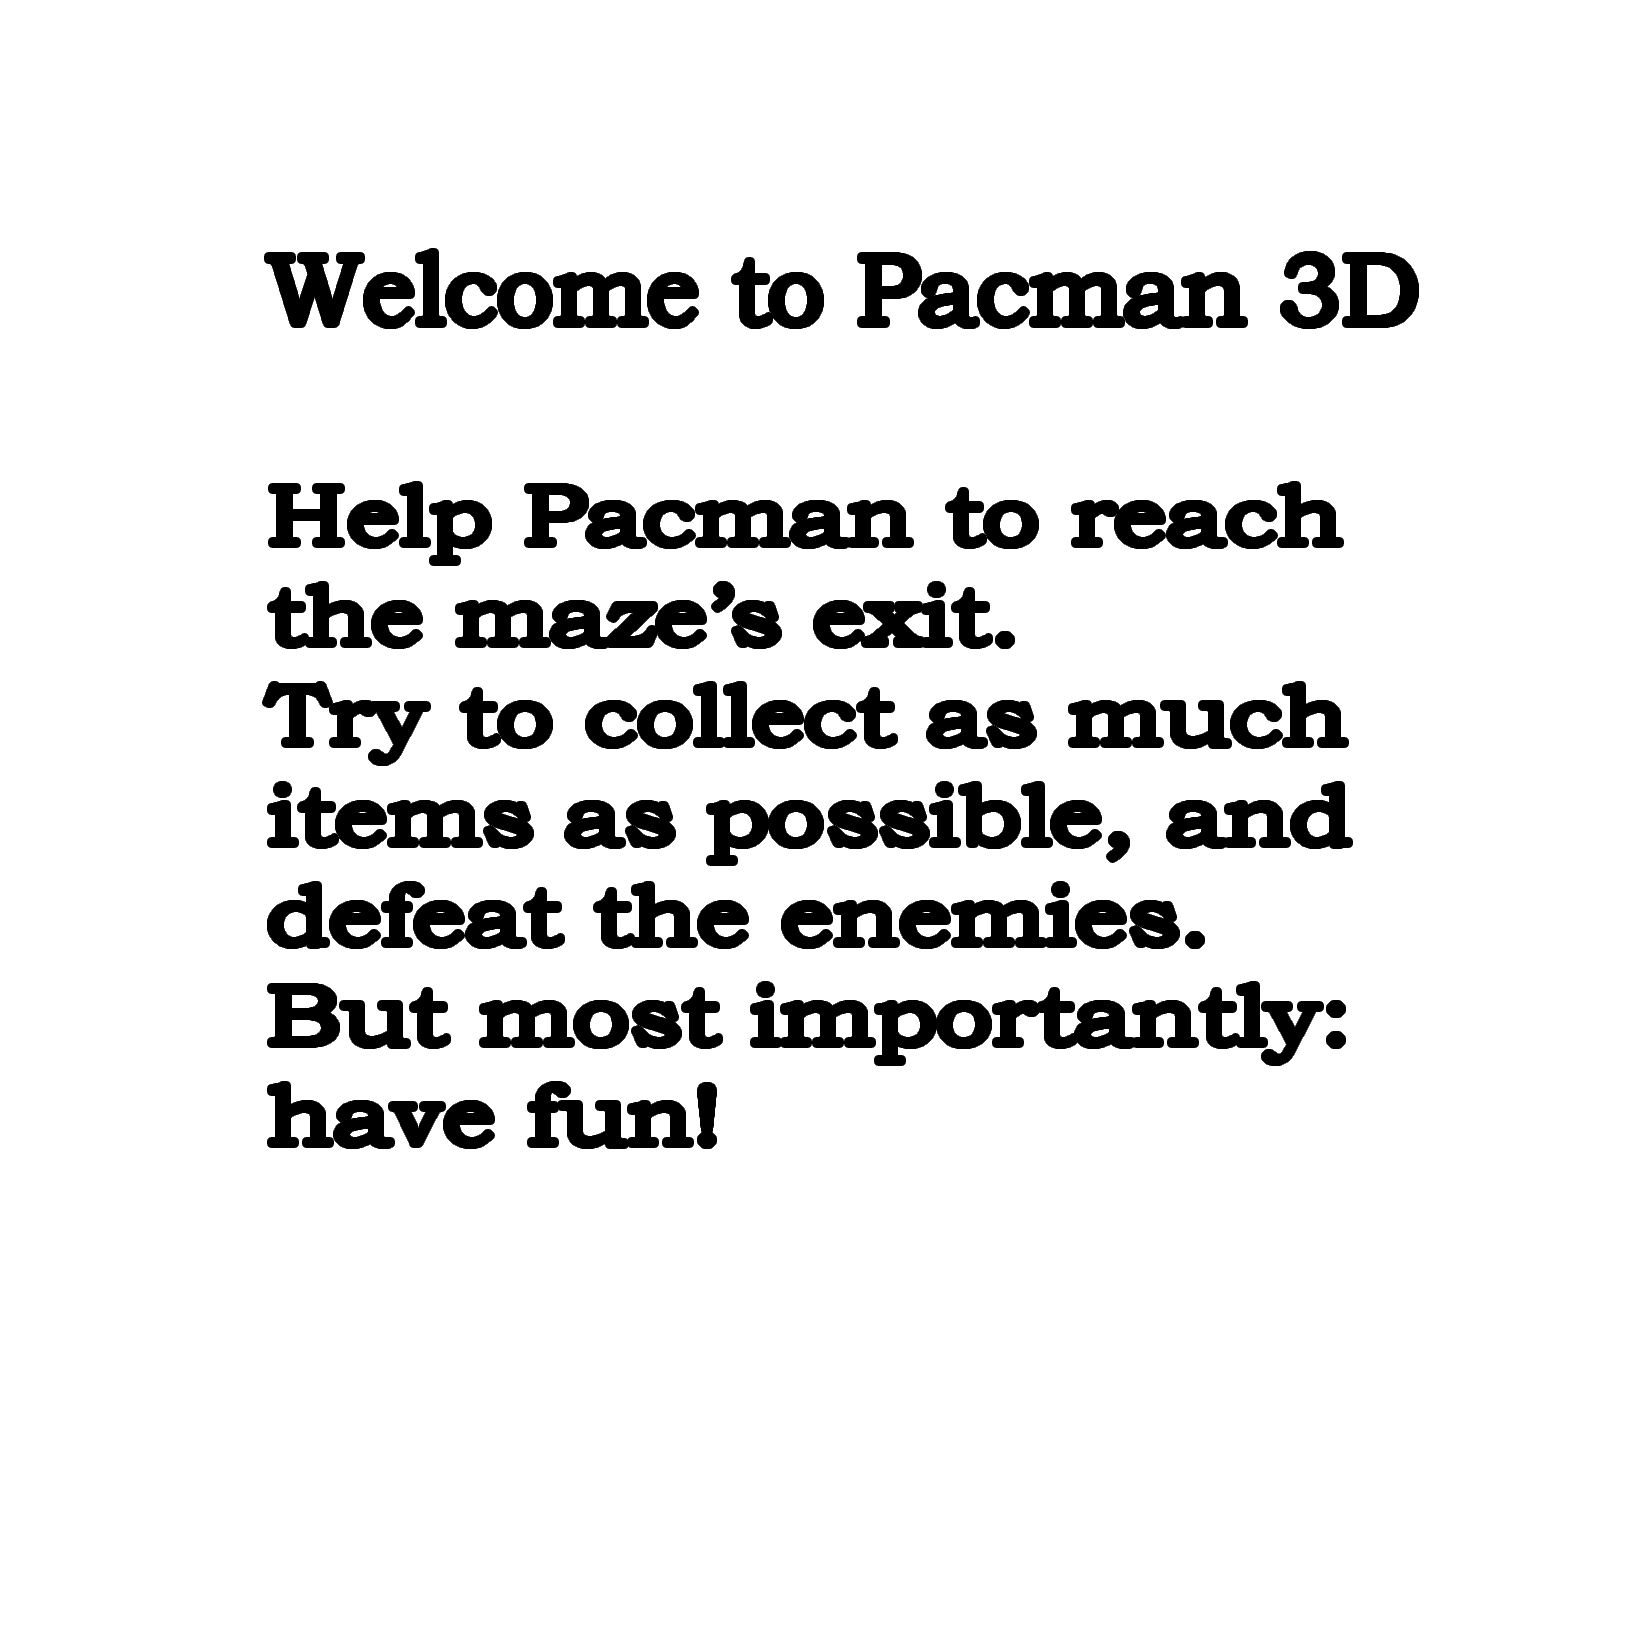 Welcome to Pacman 3D
Help Pacman to reach
the maze’s exit.
Try to collect as much
items as possible, and
defeat the enemies.
But most importantly:
have fun!